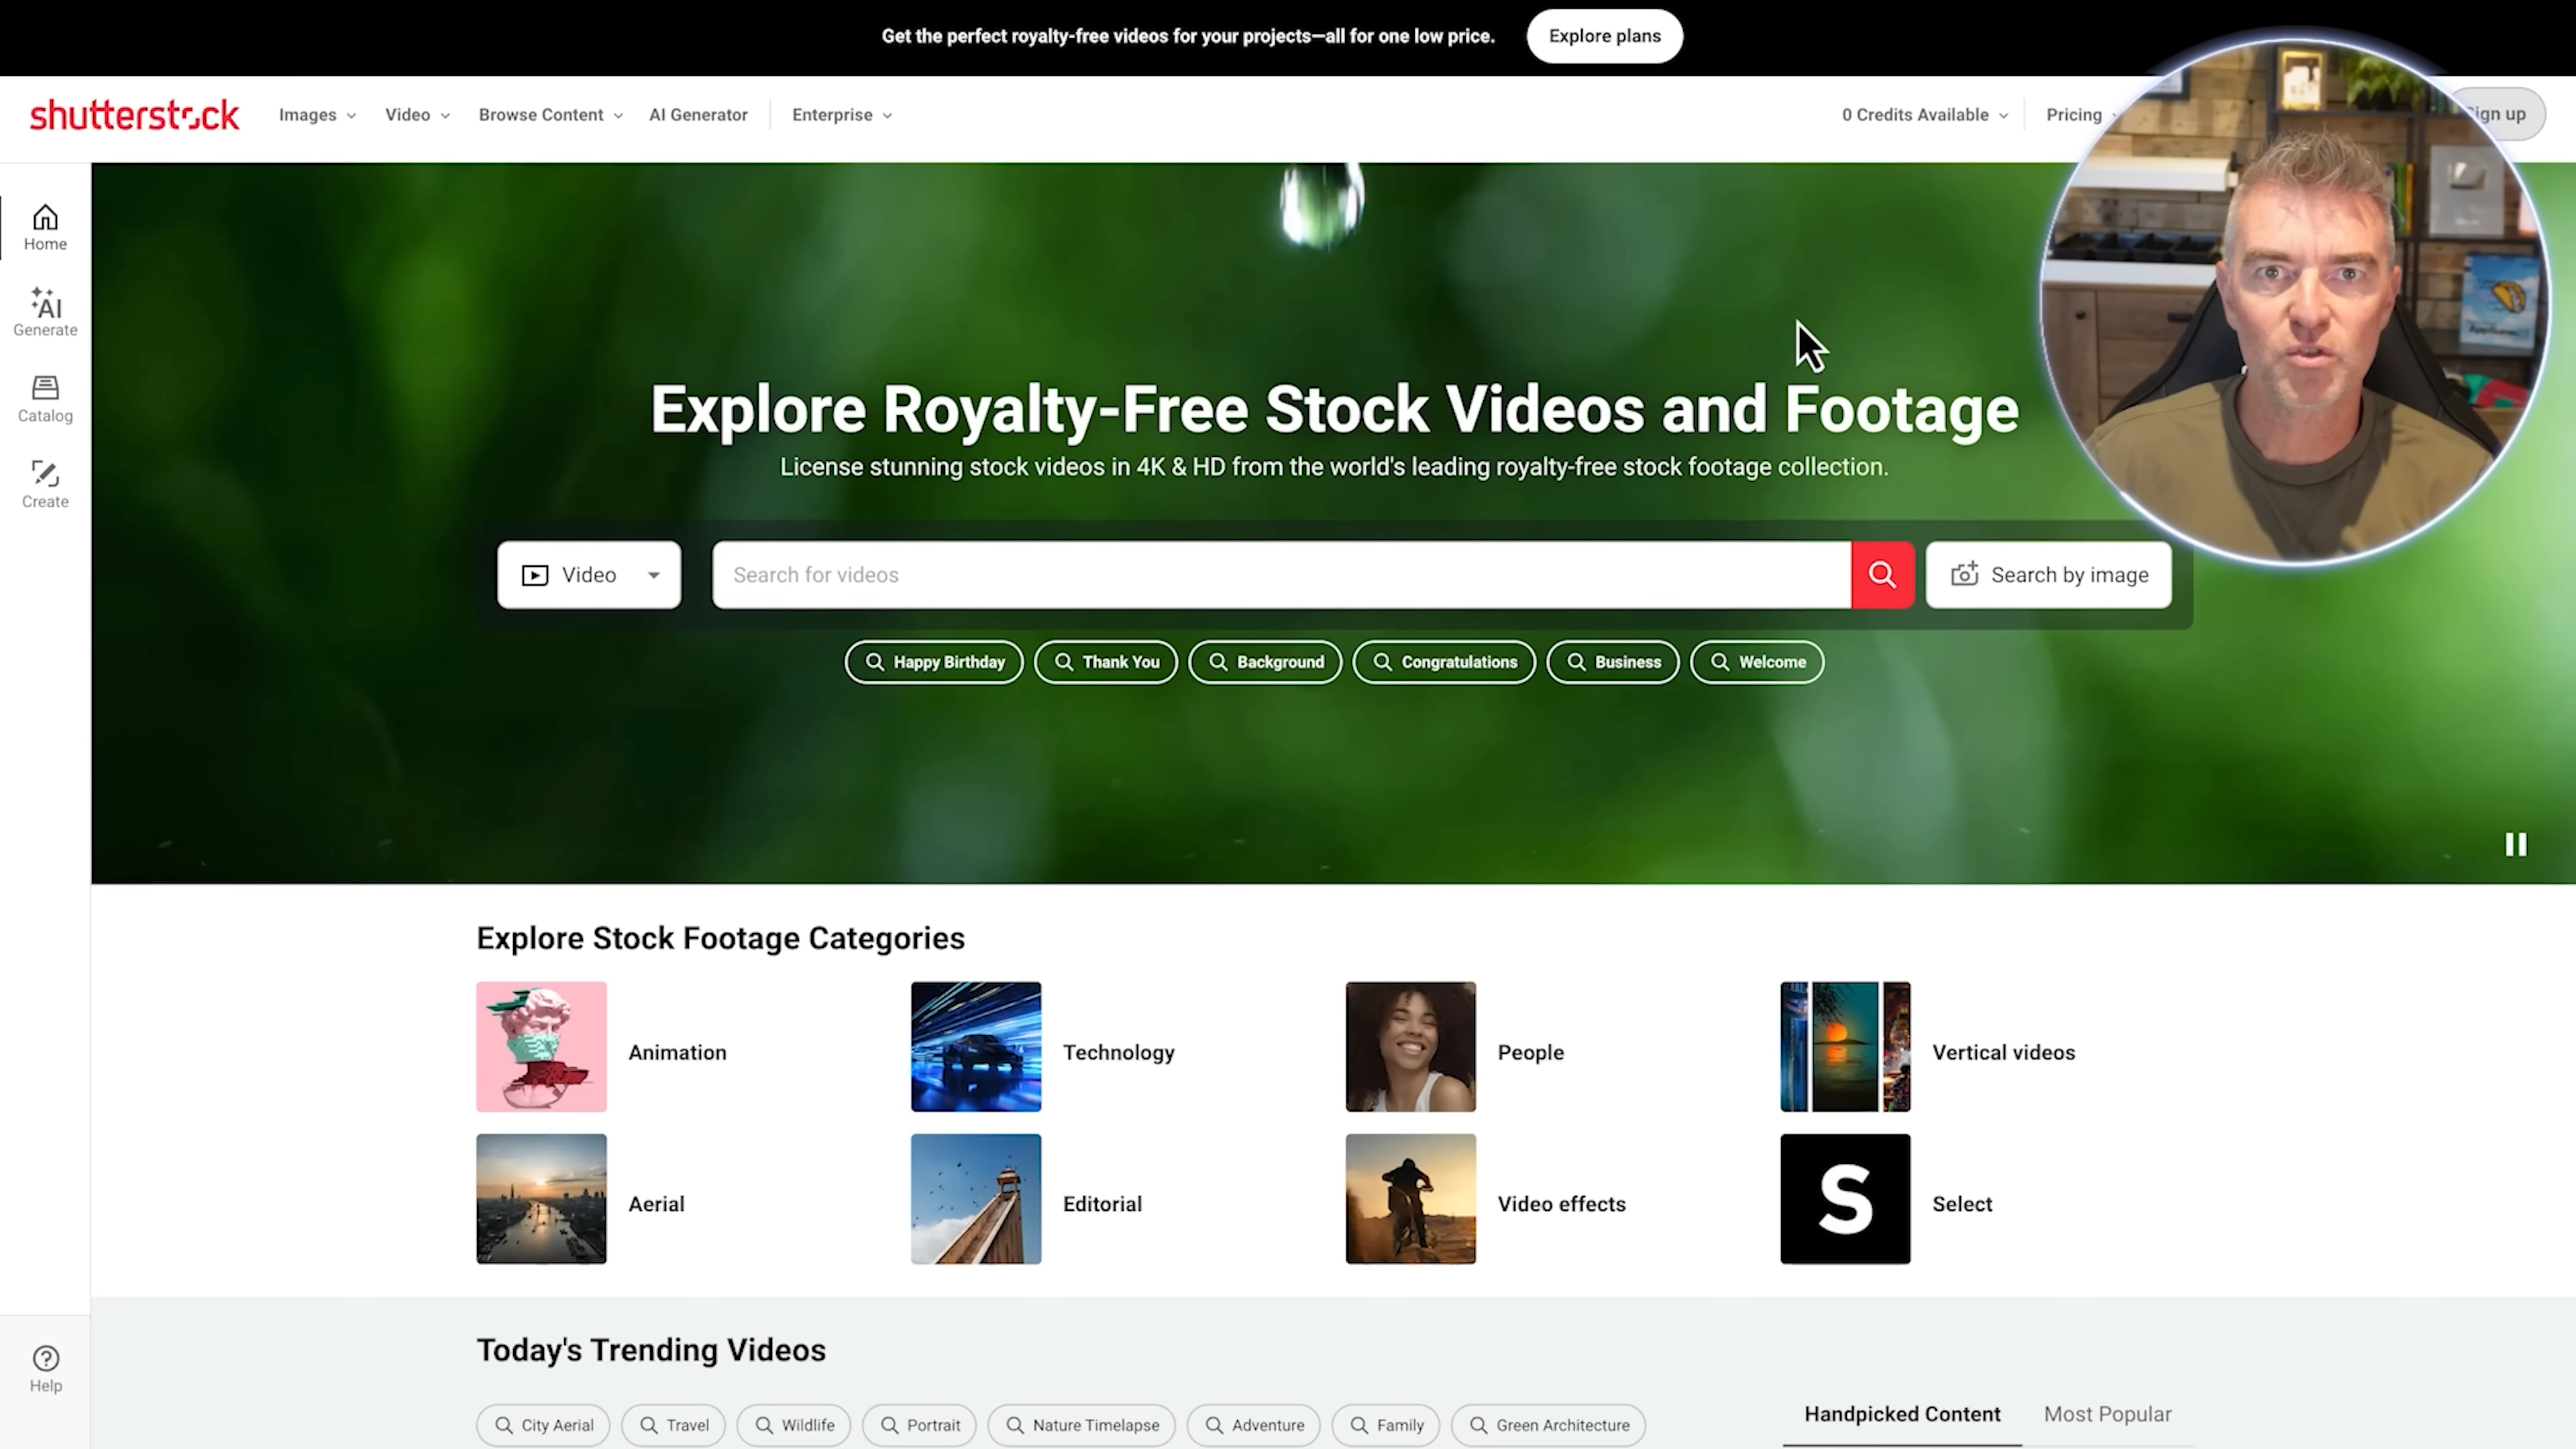 Get the perfect royalty-free videos for your projects—all for one low price. Explore plans
shutterstock Images Video Browse Content AI Generator Enterprise 0 Credits Available Pricing Sign up
Home
AI
Generate
Catalog
Create
Explore Royalty-Free Stock Videos and Footage
License stunning stock videos in 4K & HD from the world's leading royalty-free stock footage collection.
Video Search for videos Search by image
Happy Birthday Thank You Background Congratulations Business Welcome
Explore Stock Footage Categories
Animation Technology People Vertical videos
Aerial Editorial Video effects S Select
Today's Trending Videos
Help
City Aerial Travel Wildlife Portrait Nature Timelapse Adventure Family Green Architecture
Handpicked Content Most Popular